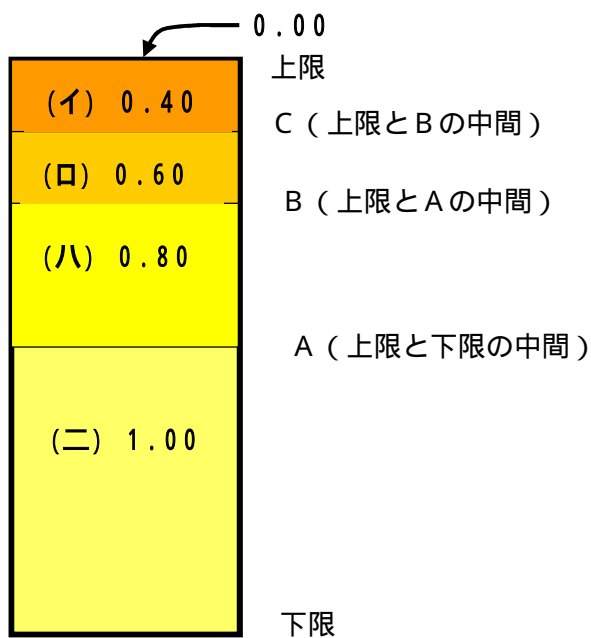 0.00
上限
(イ) 0.40
C(上限とBの中間)
(ロ) 0.60
B(上限とAの中間)
(ハ) 0.80
A(上限と下限の中間)
(ニ) 1.00
下限